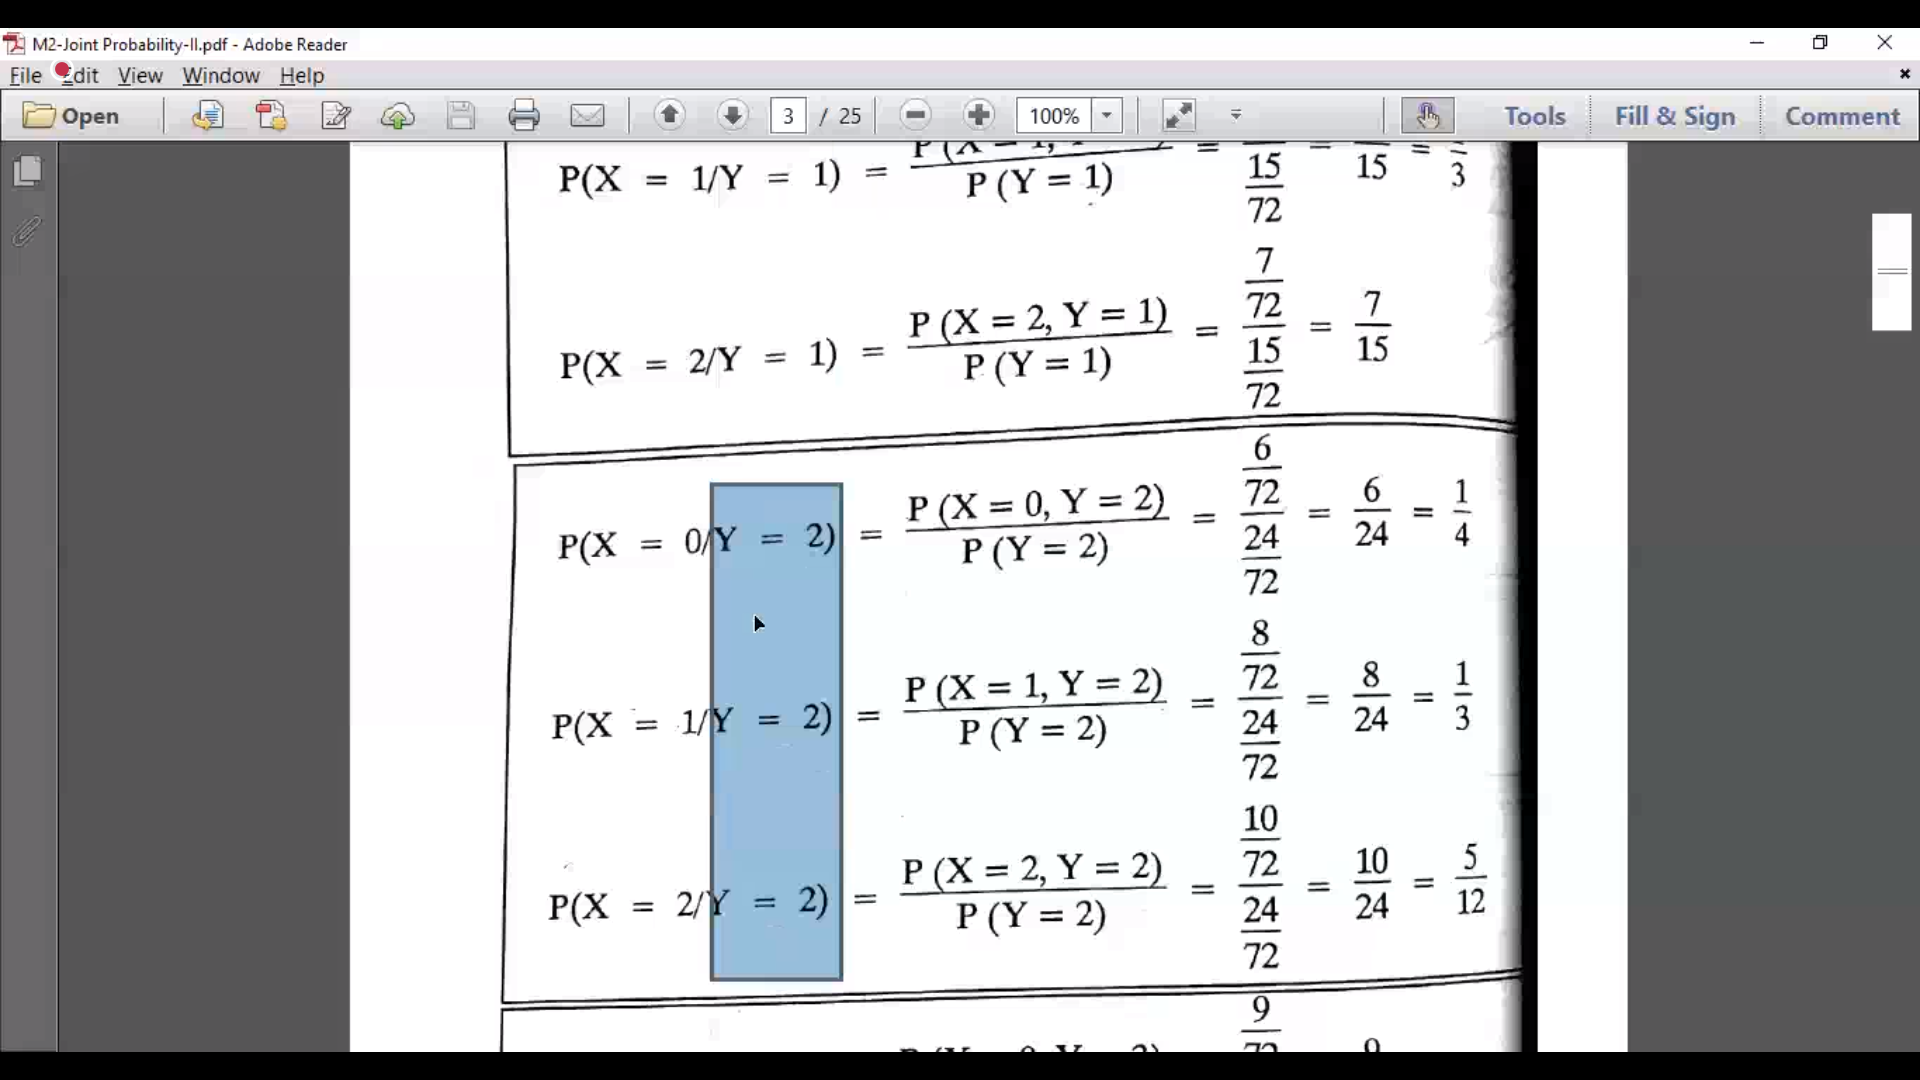 M2-Joint Probability-II.pdf - Adobe Reader
File Edit View Window Help
Open 3 / 25 100% Tools Fill & Sign Comment
P(X = 1/Y = 1) = P (Y = 1) = 15/72 = 15 = 3
P(X = 2/Y = 1) = P (X = 2, Y = 1) / P (Y = 1) = 7/72 / 15/72 = 7/15
P(X = 0/Y = 2) = P (X = 0, Y = 2) / P (Y = 2) = 6/72 / 24/72 = 6/24 = 1/4
P(X = 1/Y = 2) = P (X = 1, Y = 2) / P (Y = 2) = 8/72 / 24/72 = 8/24 = 1/3
P(X = 2/Y = 2) = P (X = 2, Y = 2) / P (Y = 2) = 10/72 / 24/72 = 10/24 = 5/12
9